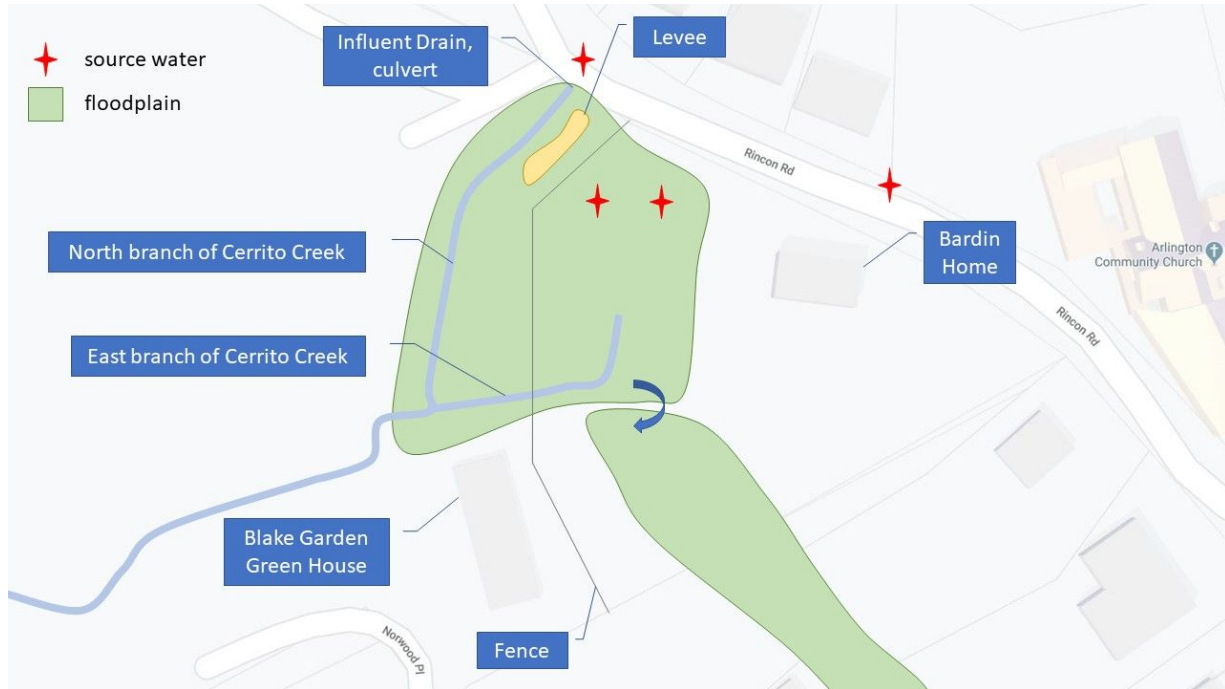 source water
floodplain
Influent Drain,
culvert
Levee
Rincon Rd
North branch of Cerrito Creek
Bardin
Home
Arlington
Community Church
Rincon Rd
East branch of Cerrito Creek
Blake Garden
Green House
Fence
Norwood Pl